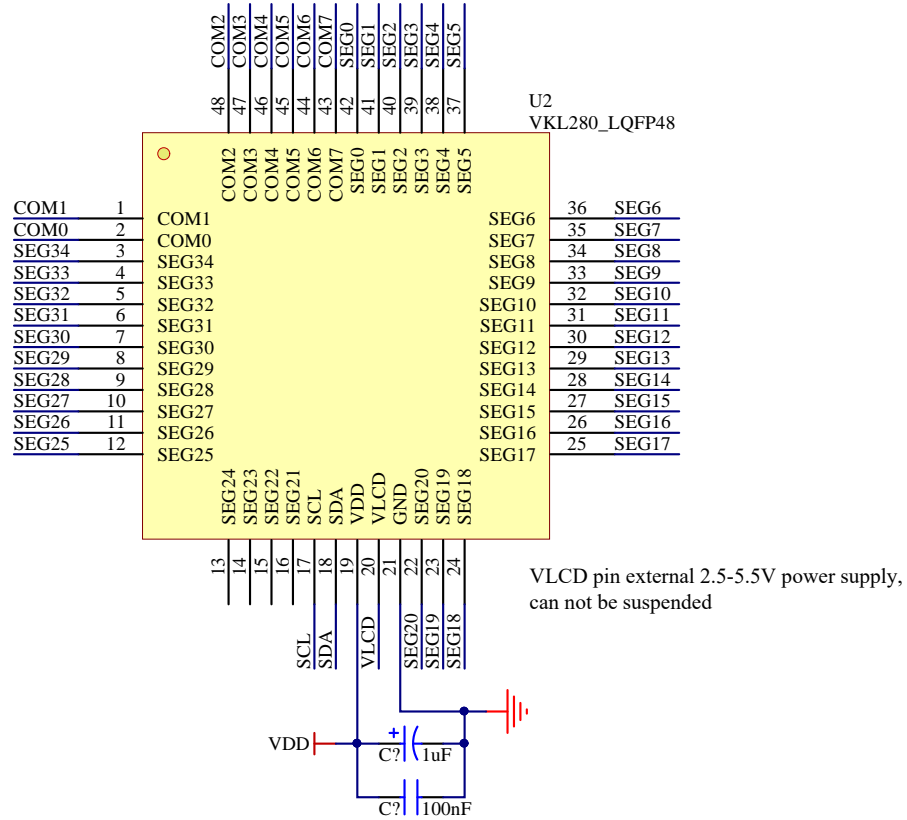 COM2 COM3 COM4 COM5 COM6 COM7 SEG0 SEG1 SEG2 SEG3 SEG4 SEG5
48 47 46 45 44 43 42 41 40 39 38 37
U2
VKL280_LQFP48
COM2 COM3 COM4 COM5 COM6 COM7 SEG0 SEG1 SEG2 SEG3 SEG4 SEG5
COM1 1 COM1 SEG6 36 SEG6
COM0 2 COM0 SEG7 35 SEG7
SEG34 3 SEG34 SEG8 34 SEG8
SEG33 4 SEG33 SEG9 33 SEG9
SEG32 5 SEG32 SEG10 32 SEG10
SEG31 6 SEG31 SEG11 31 SEG11
SEG30 7 SEG30 SEG12 30 SEG12
SEG29 8 SEG29 SEG13 29 SEG13
SEG28 9 SEG28 SEG14 28 SEG14
SEG27 10 SEG27 SEG15 27 SEG15
SEG26 11 SEG26 SEG16 26 SEG16
SEG25 12 SEG25 SEG17 25 SEG17
SEG24 SEG23 SEG22 SEG21 SCL SDA VDD VLCD GND SEG20 SEG19 SEG18
13 14 15 16 17 18 19 20 21 22 23 24
VLCD pin external 2.5-5.5V power supply,
can not be suspended
SCL SDA VLCD SEG20 SEG19 SEG18
VDD + C? 1uF
C? 100nF